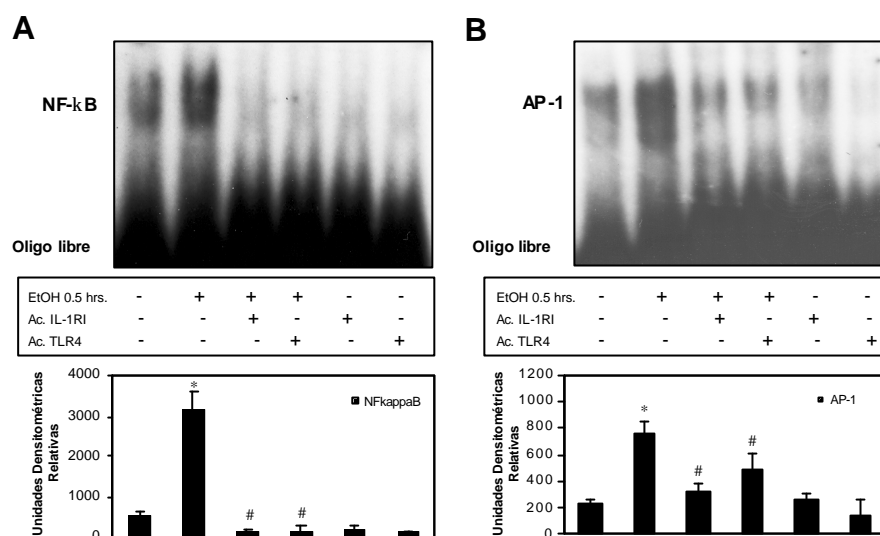 A
NF-kB
Oligo libre
EtOH 0.5 hrs. - + + + - -
Ac. IL-1RI - - + - + -
Ac. TLR4 - - - + - +
Unidades Densitométricas
Relativas
4000
3000
2000
1000
0
*
# #
NFkappaB
B
AP-1
Oligo libre
EtOH 0.5 hrs. - + + + - -
Ac. IL-1RI - - + - + -
Ac. TLR4 - - - + - +
Unidades Densitométricas
Relativas
1200
1000
800
600
400
200
0
*
# #
AP-1